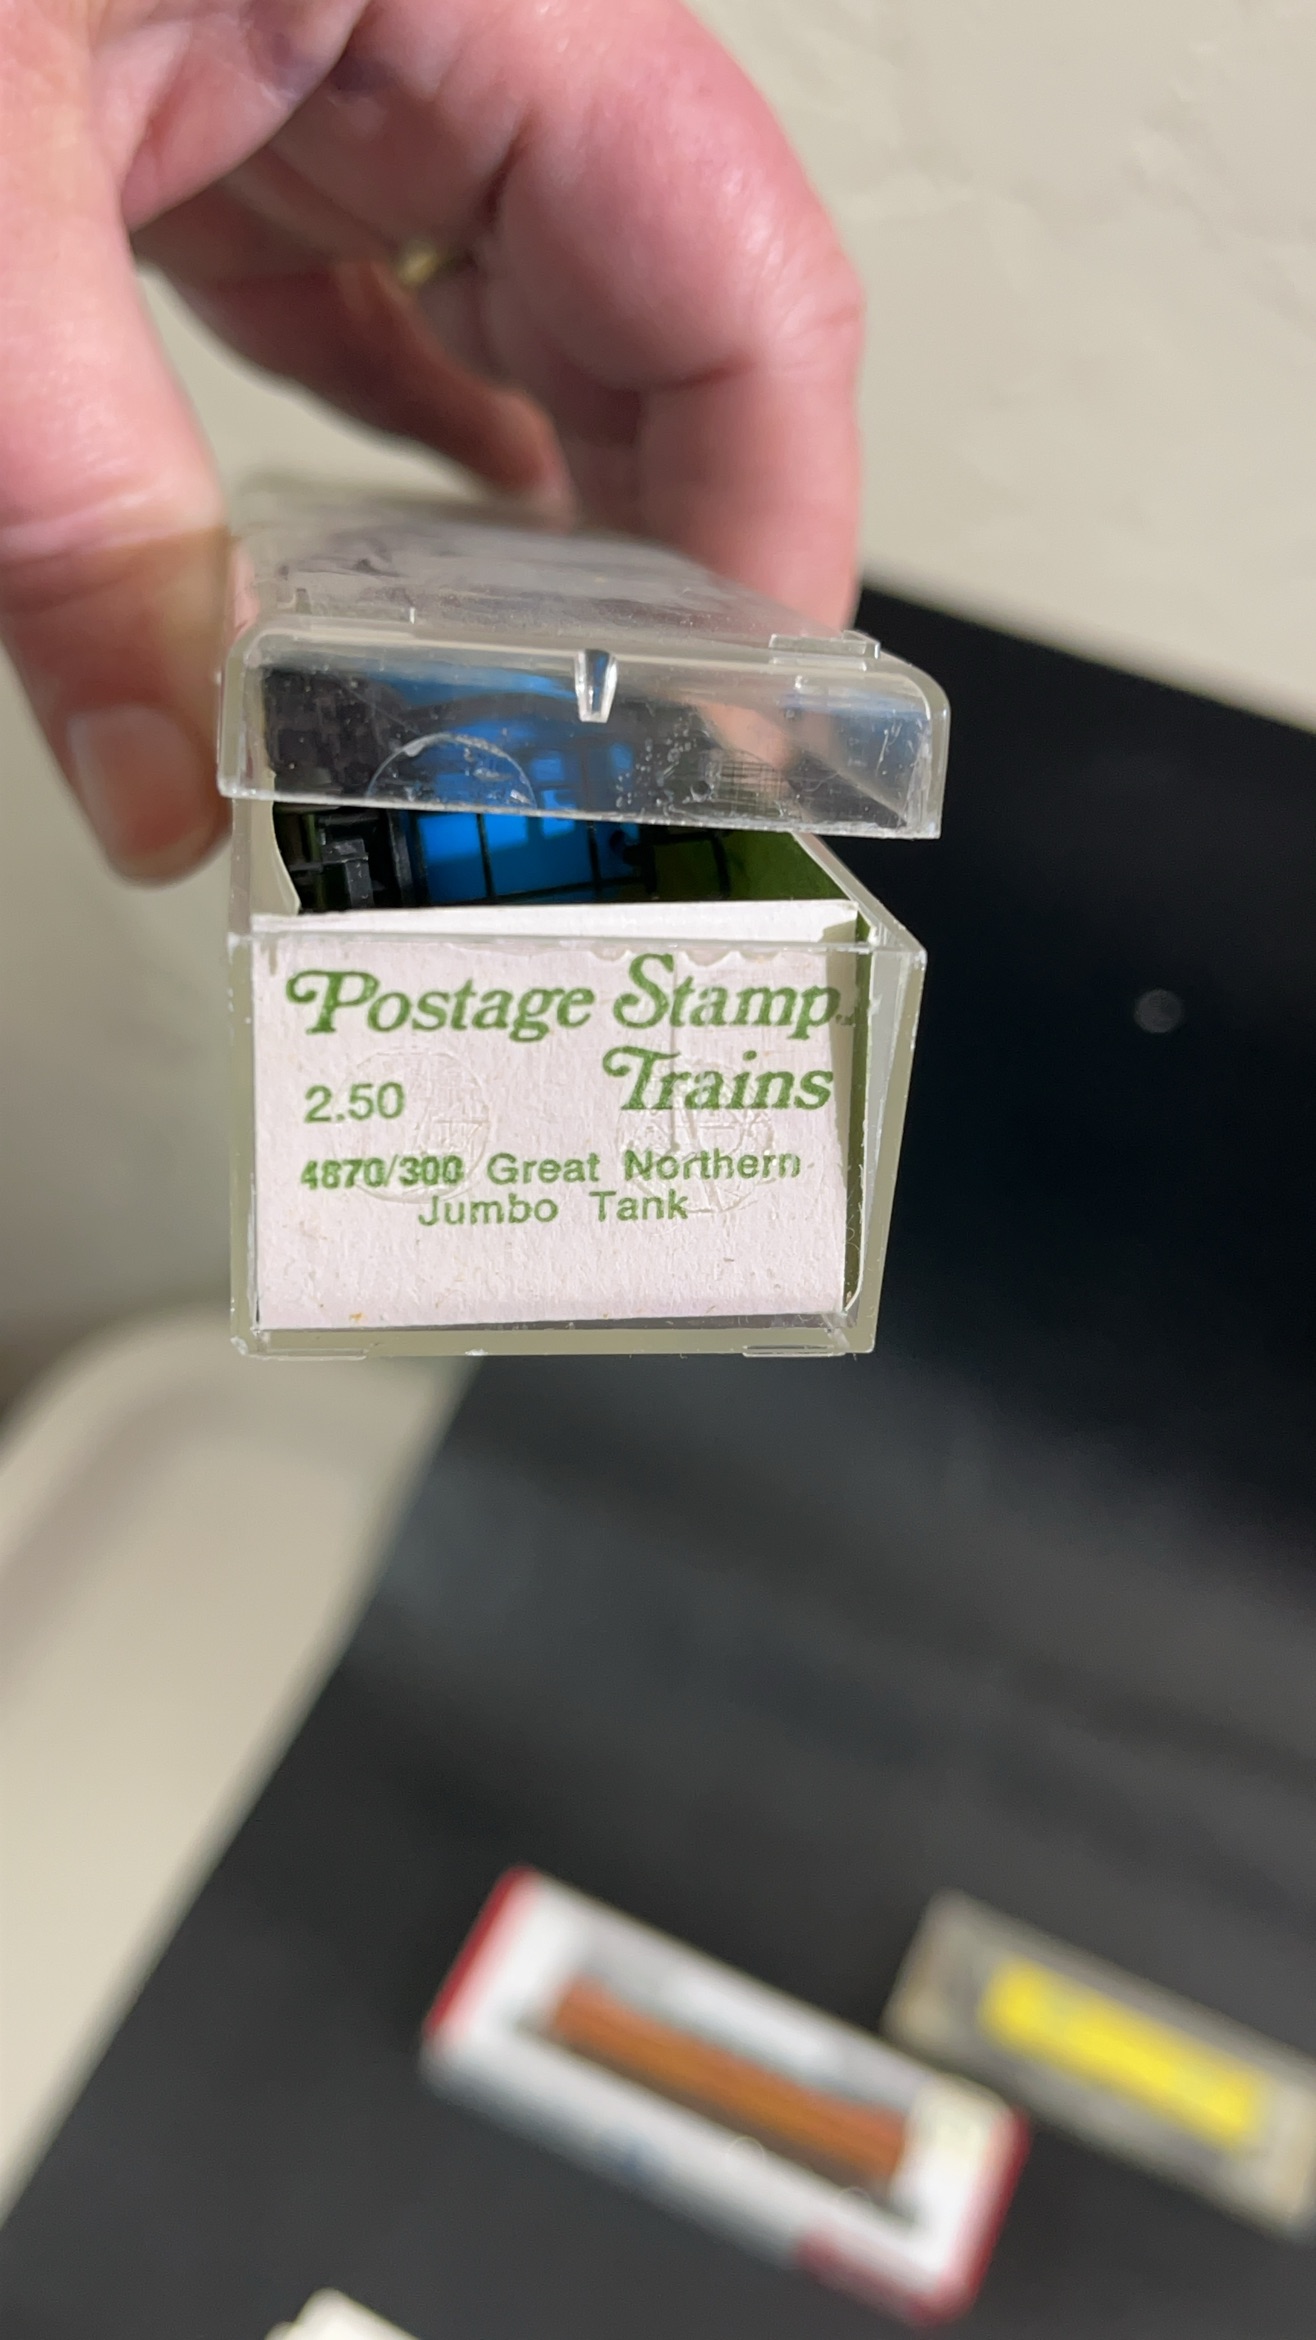 Postage Stamp
Trains
2.50
4870/300 Great Northern
Jumbo Tank